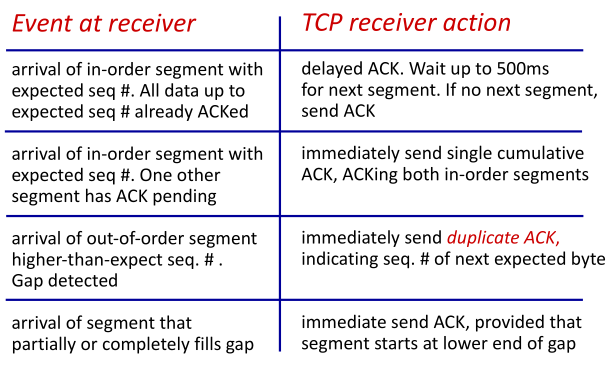 Event at receiver
TCP receiver action
arrival of in-order segment with
expected seq #. All data up to
expected seq # already ACKed
delayed ACK. Wait up to 500ms
for next segment. If no next segment,
send ACK
arrival of in-order segment with
expected seq #. One other
segment has ACK pending
immediately send single cumulative
ACK, ACKing both in-order segments
arrival of out-of-order segment
higher-than-expect seq. # .
Gap detected
immediately send duplicate ACK,
indicating seq. # of next expected byte
arrival of segment that
partially or completely fills gap
immediate send ACK, provided that
segment starts at lower end of gap